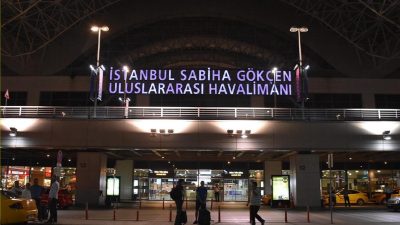 İSTANBUL SABİHA GÖKÇEN
ULUSLARARASI HAVALİMANI